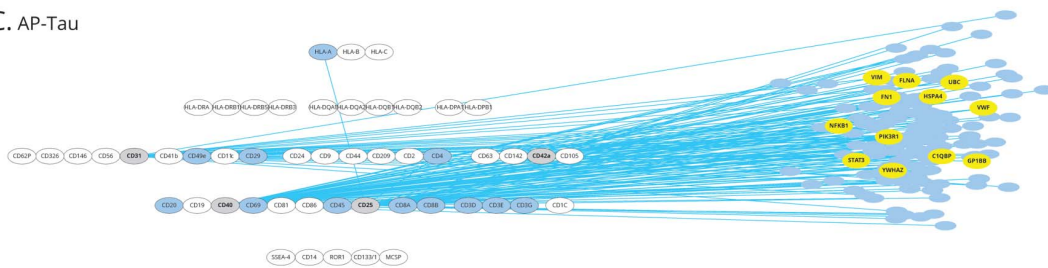 C. AP-Tau
HLA-A HLA-B HLA-C
HLA-DRA HLA-DRB1 HLA-DRB5 HLA-DRB3 HLA-DQA1 HLA-DQA2 HLA-DQB1 HLA-DQB2 HLA-DPA1 HLA-DPB1
CD62P CD326 CD146 CD56 CD31 CD41b CD49e CD11c CD29 CD24 CD9 CD44 CD209 CD2 CD4 CD63 CD142 CD42a CD105
CD20 CD19 CD40 CD69 CD81 CD86 CD45 CD25 CD8A CD8B CD3D CD3E CD3G CD1C
SSEA-4 CD14 ROR1 CD133/1 MCSP
VIM FLNA UBC
FN1 HSPA4
VWF
NFKB1
PIK3R1
STAT3 C1QBP GP1BB
YWHAZ